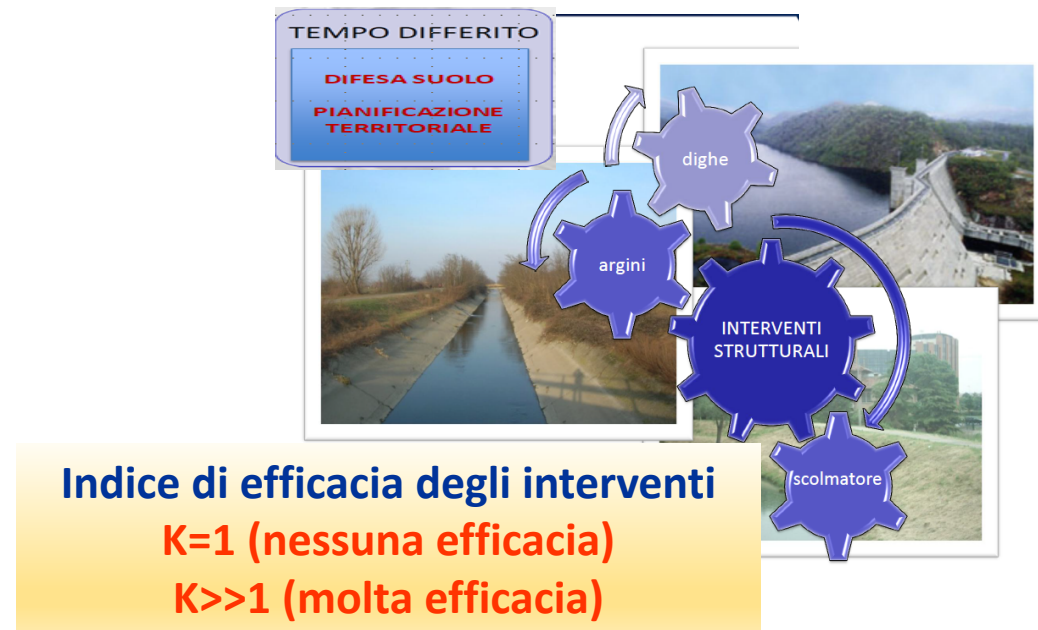 TEMPO DIFFERITO
DIFESA SUOLO
PIANIFICAZIONE
TERRITORIALE
dighe
argini
INTERVENTI
STRUTTURALI
scolmatore
Indice di efficacia degli interventi
K=1 (nessuna efficacia)
K>>1 (molta efficacia)